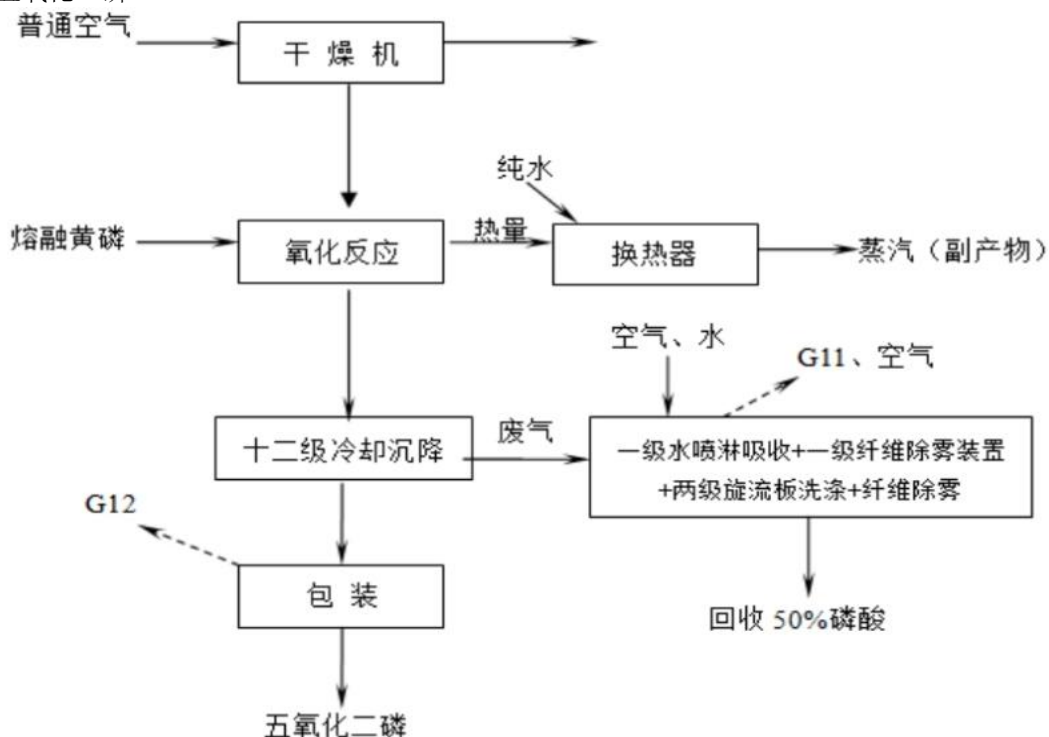 普通空气
干 燥 机
纯水
熔融黄磷
氧化反应
热量
换热器
蒸汽（副产物）
空气、水
G11、空气
十二级冷却沉降
废气
一级水喷淋吸收+一级纤维除雾装置
+两级旋流板洗涤+纤维除雾
G12
包 装
回收 50%磷酸
五氧化二磷